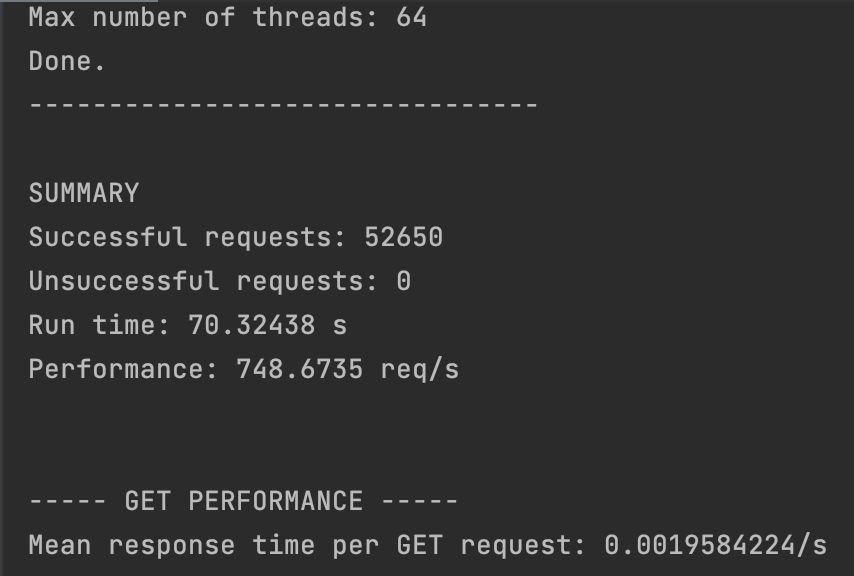 Max number of threads: 64
Done.
--------------------------------
SUMMARY
Successful requests: 52650
Unsuccessful requests: 0
Run time: 70.32438 s
Performance: 748.6735 req/s
----- GET PERFORMANCE -----
Mean response time per GET request: 0.0019584224/s